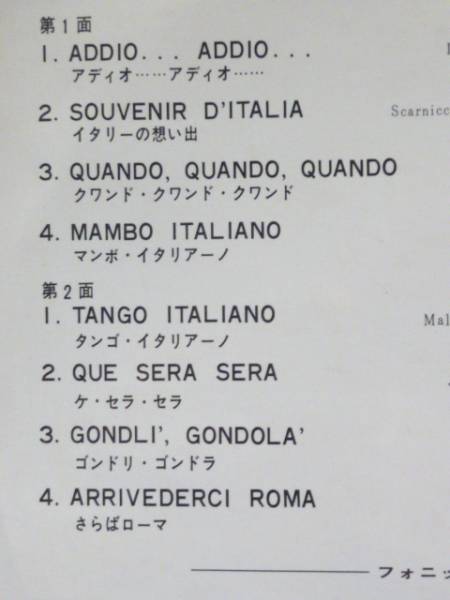 第1面
1. ADDIO... ADDIO...
アディオ……アディオ……
2. SOUVENIR D'ITALIA Scarnicc
イタリーの想い出
3. QUANDO, QUANDO, QUANDO
クワンド・クワンド・クワンド
4. MAMBO ITALIANO
マンボ・イタリアーノ
第2面
1. TANGO ITALIANO Mal
タンゴ・イタリアーノ
2. QUE SERA SERA
ケ・セラ・セラ
3. GONDLI', GONDOLA'
ゴンドリ・ゴンドラ
4. ARRIVEDERCI ROMA
さらばローマ
フォニッ